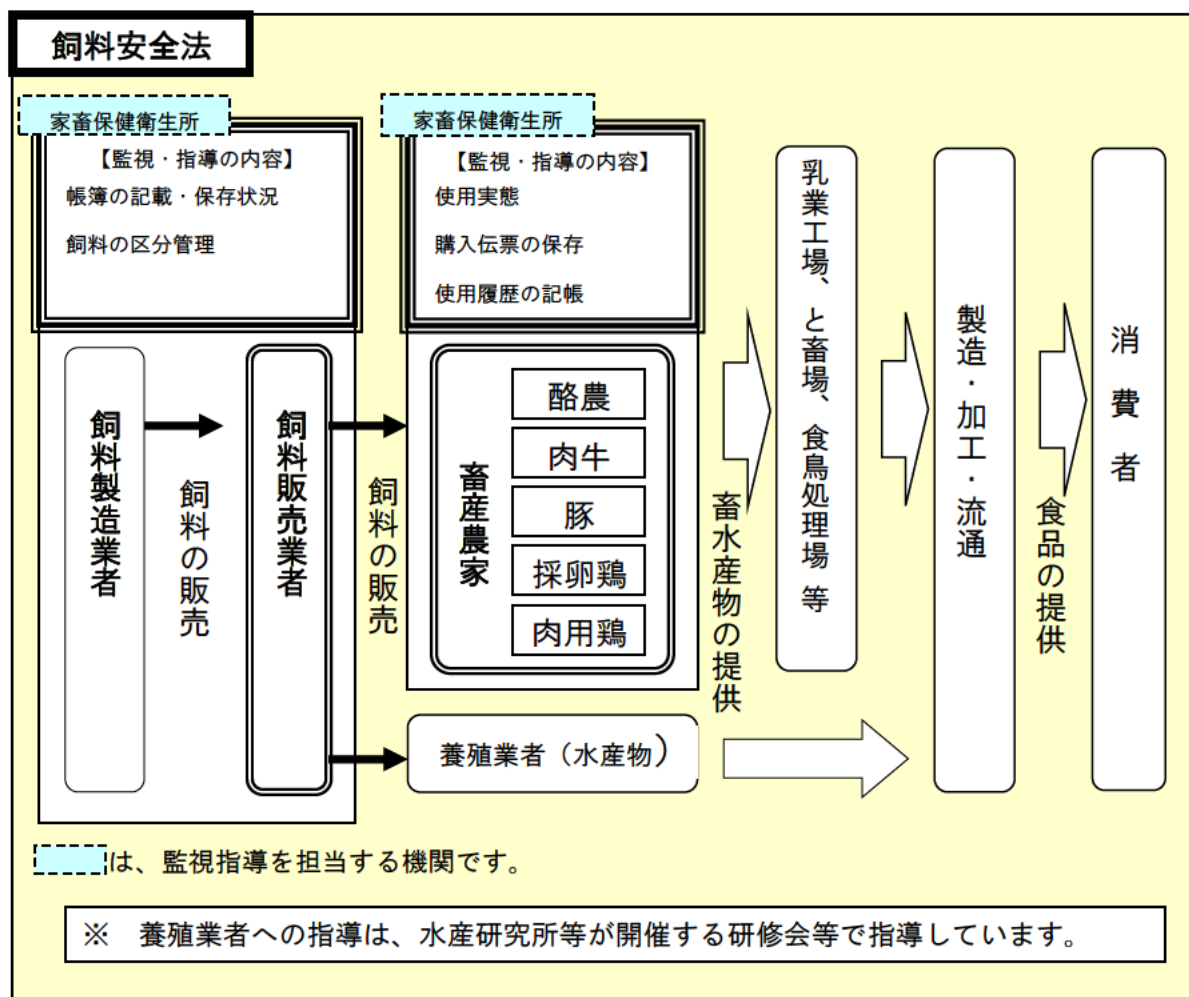 飼料安全法
家畜保健衛生所
【監視・指導の内容】
帳簿の記載・保存状況
飼料の区分管理
家畜保健衛生所
【監視・指導の内容】
使用実態
購入伝票の保存
使用履歴の記帳
飼料製造業者
飼料の販売
飼料販売業者
飼料の販売
畜産農家
酪農
肉牛
豚
採卵鶏
肉用鶏
養殖業者（水産物）
畜水産物の提供
乳業工場、と畜場、食鳥処理場 等
製造・加工・流通
食品の提供
消費者
は、監視指導を担当する機関です。
※ 養殖業者への指導は、水産研究所等が開催する研修会等で指導しています。